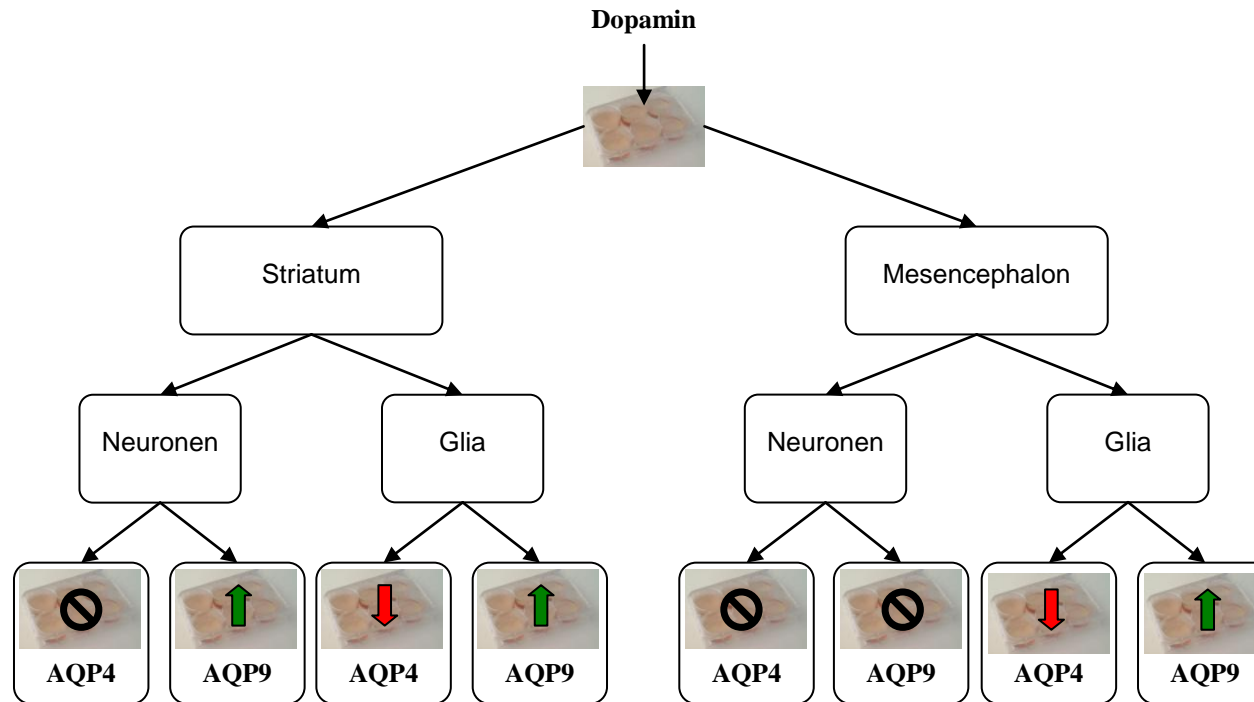 Dopamin
Striatum
Mesencephalon
Neuronen
Glia
Neuronen
Glia
AQP4
AQP9
AQP4
AQP9
AQP4
AQP9
AQP4
AQP9